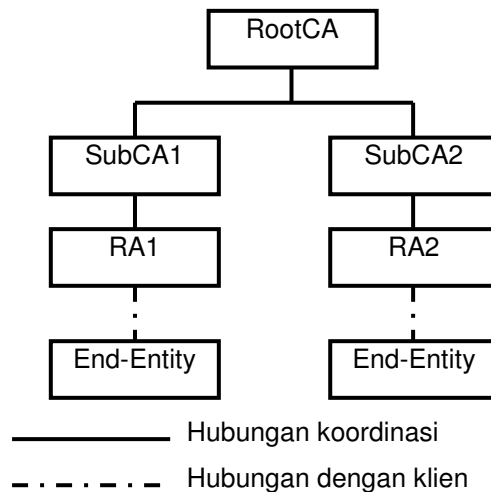 RootCA
SubCA1 SubCA2
RA1 RA2
End-Entity End-Entity
Hubungan koordinasi
Hubungan dengan klien